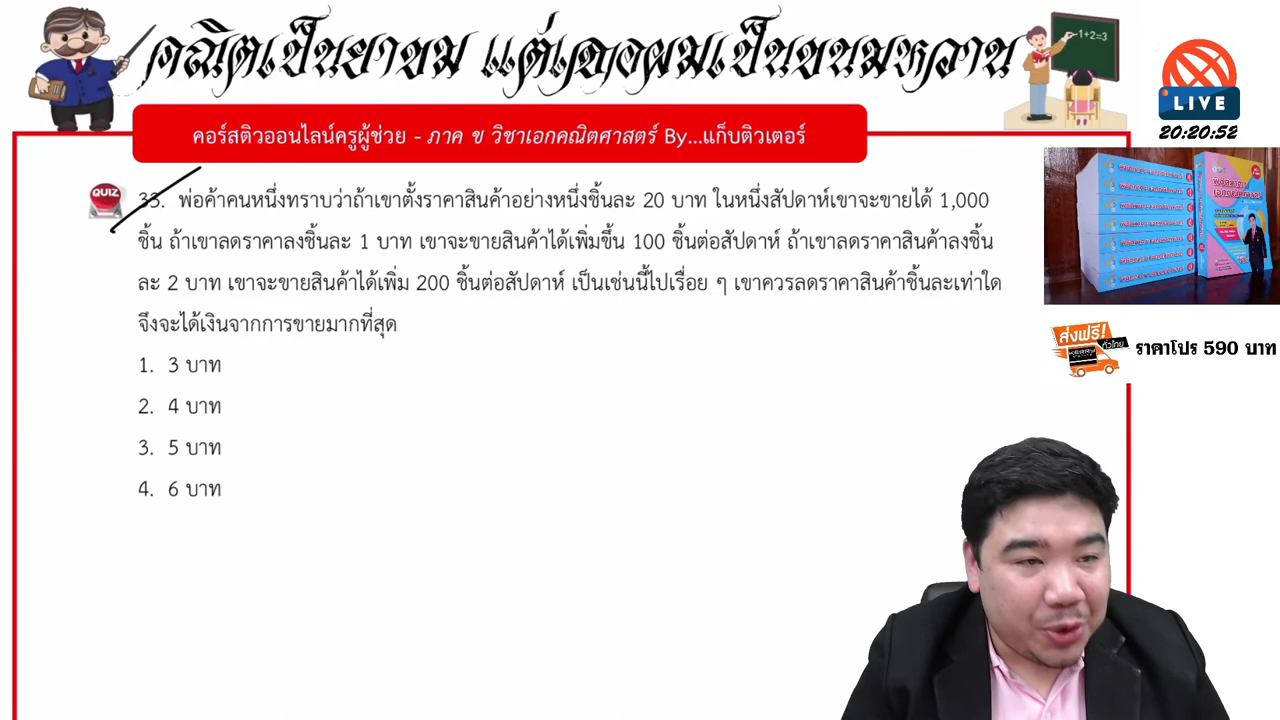 คณิตเป็นยาขม แต่เจอผมเป็นขนมหวาน
-1+2=3
LIVE
20:20:52
คอร์สติวออนไลน์ครูผู้ช่วย - ภาค ข วิชาเอกคณิตศาสตร์ By...แก็บติวเตอร์
QUIZ
33. พ่อค้าคนหนึ่งทราบว่าถ้าเขาตั้งราคาสินค้าอย่างหนึ่งชิ้นละ 20 บาท ในหนึ่งสัปดาห์เขาจะขายได้ 1,000
ชิ้น ถ้าเขาลดราคาลงชิ้นละ 1 บาท เขาจะขายสินค้าได้เพิ่มขึ้น 100 ชิ้นต่อสัปดาห์ ถ้าเขาลดราคาสินค้าลงชิ้น
ละ 2 บาท เขาจะขายสินค้าได้เพิ่ม 200 ชิ้นต่อสัปดาห์ เป็นเช่นนี้ไปเรื่อย ๆ เขาควรลดราคาสินค้าชิ้นละเท่าใด
จึงจะได้เงินจากการขายมากที่สุด
ส่งฟรี!
ทั่วไทย
KERRY
ราคาโปร 590 บาท
1. 3 บาท
2. 4 บาท
3. 5 บาท
4. 6 บาท